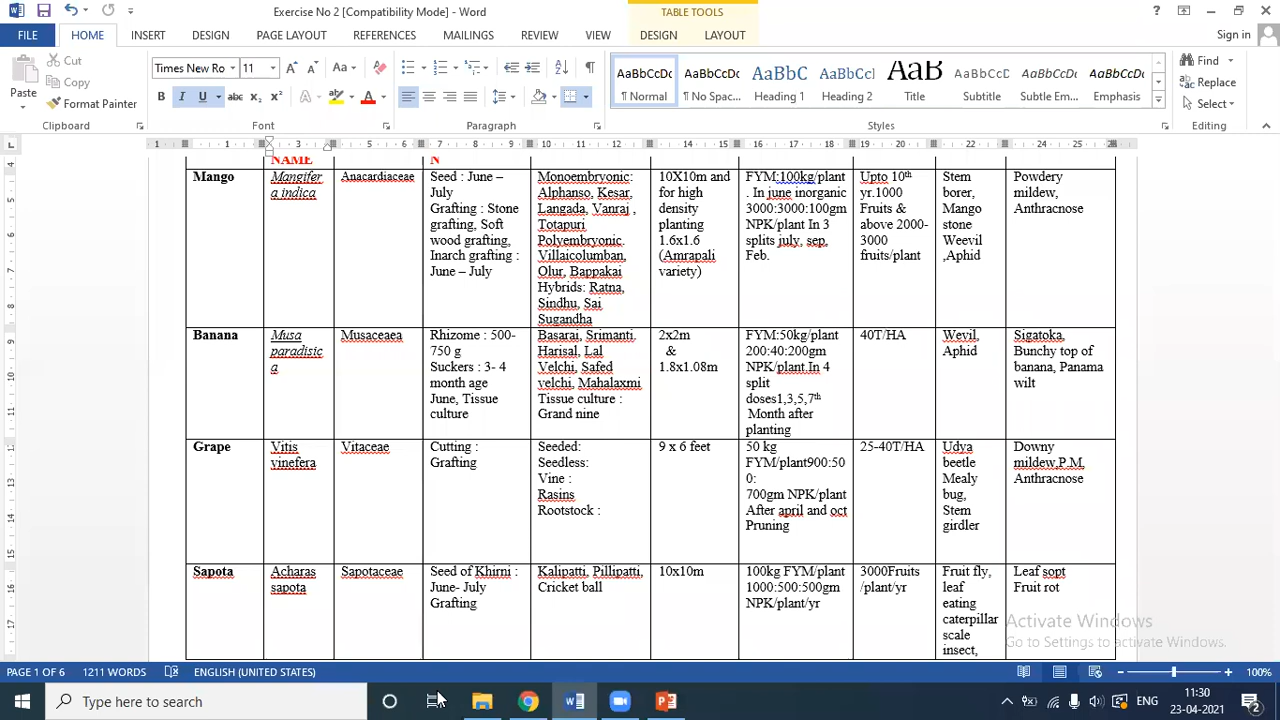 Exercise No 2 [Compatibility Mode] - Word
TABLE TOOLS
FILE
HOME
INSERT
DESIGN
PAGE LAYOUT
REFERENCES
MAILINGS
REVIEW
VIEW
DESIGN
LAYOUT
Sign in
Paste
Cut
Copy
Format Painter
Clipboard
Times New Ro
11
Font
Paragraph
AaBbCcDc
¶ Normal
AaBbCcDc
¶ No Spac...
AaBbC
Heading 1
AaBbCc
Heading 2
AaB
Title
AaBbCcD
Subtitle
AaBbCcDc
Subtle Em...
AaBbCcDc
Emphasis
Styles
Find
Replace
Select
Editing
NAME
N
Mango
Mangifer
a indica
Anacardiaceae
Seed : June –
July
Grafting : Stone
grafting, Soft
wood grafting,
Inarch grafting :
June – July
Monoembryonic:
Alphanso, Kesar,
Langada, Vanraj ,
Totapuri
Polyembryonic.
Villaicolumban,
Olur, Bappakai
Hybrids: Ratna,
Sindhu, Sai
Sugandha
10X10m and
for high
density
planting
1.6x1.6
(Amrapali
variety)
FYM:100kg/plant
. In june inorganic
3000:3000:100gm
NPK/plant In 3
splits july, sep,
Feb.
Upto 10th
yr.1000
Fruits &
above 2000-
3000
fruits/plant
Stem
borer,
Mango
stone
Weevil
,Aphid
Powdery
mildew,
Anthracnose
Banana
Musa
paradisic
a
Musaceaea
Rhizome : 500-
750 g
Suckers : 3- 4
month age
June, Tissue
culture
Basarai, Srimanti,
Harisal, Lal
Velchi, Safed
velchi, Mahalaxmi
Tissue culture :
Grand nine
2x2m
&
1.8x1.08m
FYM:50kg/plant
200:40:200gm
NPK/plant.In 4
split
doses1,3,5,7th
Month after
planting
40T/HA
Wevil,
Aphid
Sigatoka,
Bunchy top of
banana, Panama
wilt
Grape
Vitis
vinefera
Vitaceae
Cutting :
Grafting
Seeded:
Seedless:
Vine :
Rasins
Rootstock :
9 x 6 feet
50 kg
FYM/plant900:50
0:
700gm NPK/plant
After april and oct
Pruning
25-40T/HA
Udya
beetle
Mealy
bug,
Stem
girdler
Downy
mildew,P.M,
Anthracnose
Sapota
Acharas
sapota
Sapotaceae
Seed of Khirni :
June- July
Grafting
Kalipatti, Pillipatti,
Cricket ball
10x10m
100kg FYM/plant
1000:500:500gm
NPK/plant/yr
3000Fruits
/plant/yr
Fruit fly,
leaf
eating
caterpillar
scale
insect,
Leaf sopt
Fruit rot
Activate Windows
Go to Settings to activate Windows.
PAGE 1 OF 6
1211 WORDS
ENGLISH (UNITED STATES)
100%
Type here to search
ENG
11:30
23-04-2021